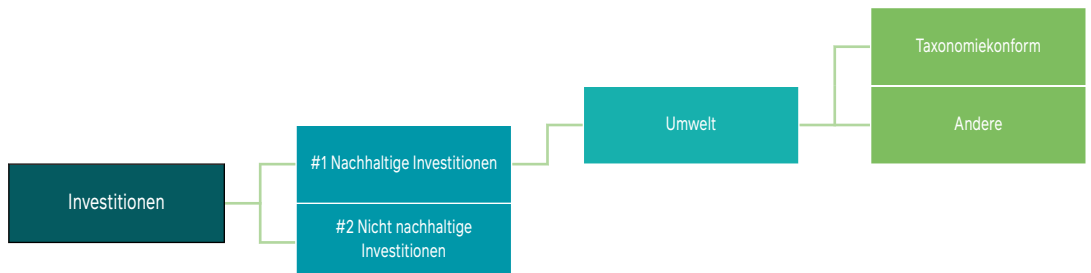 Investitionen
#1 Nachhaltige Investitionen
#2 Nicht nachhaltige
Investitionen
Umwelt
Taxonomiekonform
Andere